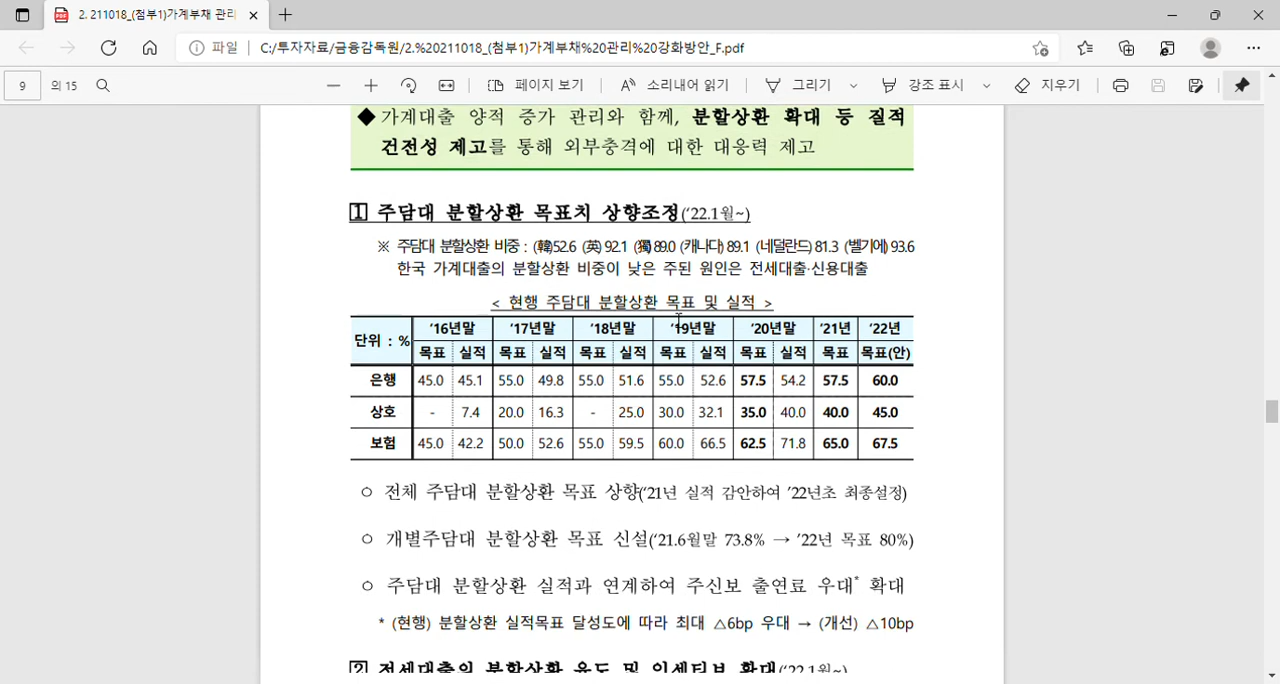 2. 211018_(첨부1)가계부채 관리
파일 C:/투자자료/금융감독원/2.%20211018_(첨부1)가계부채%20관리%20강화방안_F.pdf
9 의 15 페이지 보기 소리내어 읽기 그리기 강조 표시 지우기
◆ 가계대출 양적 증가 관리와 함께, 분할상환 확대 등 질적
건전성 제고를 통해 외부충격에 대한 대응력 제고
1 주담대 분할상환 목표치 상향조정(‘22.1월~)
※ 주담대 분할상환 비중 : (韓)52.6 (英) 92.1 (獨) 89.0 (캐나다) 89.1 (네덜란드) 81.3 (벨기에) 93.6
한국 가계대출의 분할상환 비중이 낮은 주된 원인은 전세대출·신용대출
< 현행 주담대 분할상환 목표 및 실적 >
단위 : % ‘16년말 ‘17년말 ‘18년말 ‘19년말 ‘20년말 ‘21년 ‘22년
목표 실적 목표 실적 목표 실적 목표 실적 목표 실적 목표 목표(안)
은행 45.0 45.1 55.0 49.8 55.0 51.6 55.0 52.6 57.5 54.2 57.5 60.0
상호 - 7.4 20.0 16.3 - 25.0 30.0 32.1 35.0 40.0 40.0 45.0
보험 45.0 42.2 50.0 52.6 55.0 59.5 60.0 66.5 62.5 71.8 65.0 67.5
○ 전체 주담대 분할상환 목표 상향(‘21년 실적 감안하여 ’22년초 최종설정)
○ 개별주담대 분할상환 목표 신설(‘21.6월말 73.8% → ’22년 목표 80%)
○ 주담대 분할상환 실적과 연계하여 주신보 출연료 우대* 확대
* (현행) 분할상환 실적목표 달성도에 따라 최대 △6bp 우대 → (개선) △10bp
2 전세대출의 분할상환 유도 및 인센티브 확대(‘22.1월~)